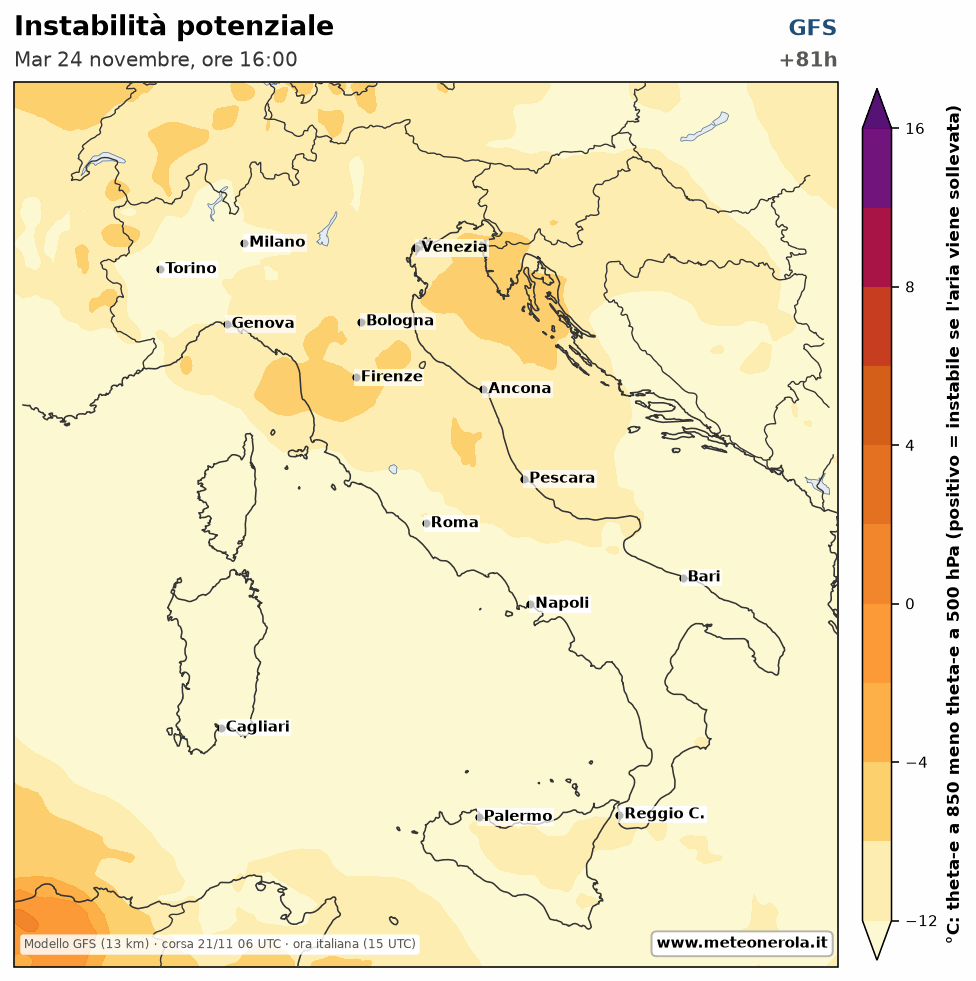 Instabilità potenziale
GFS
Mar 24 novembre, ore 16:00
+81h
Milano
Venezia
Torino
Genova
Bologna
Firenze
Ancona
Pescara
Roma
Bari
Napoli
Cagliari
Palermo
Reggio C.
Modello GFS (13 km) · corsa 21/11 06 UTC · ora italiana (15 UTC)
www.meteonerola.it
16
8
4
0
−4
−12
°C: theta-e a 850 meno theta-e a 500 hPa (positivo = instabile se l'aria viene sollevata)